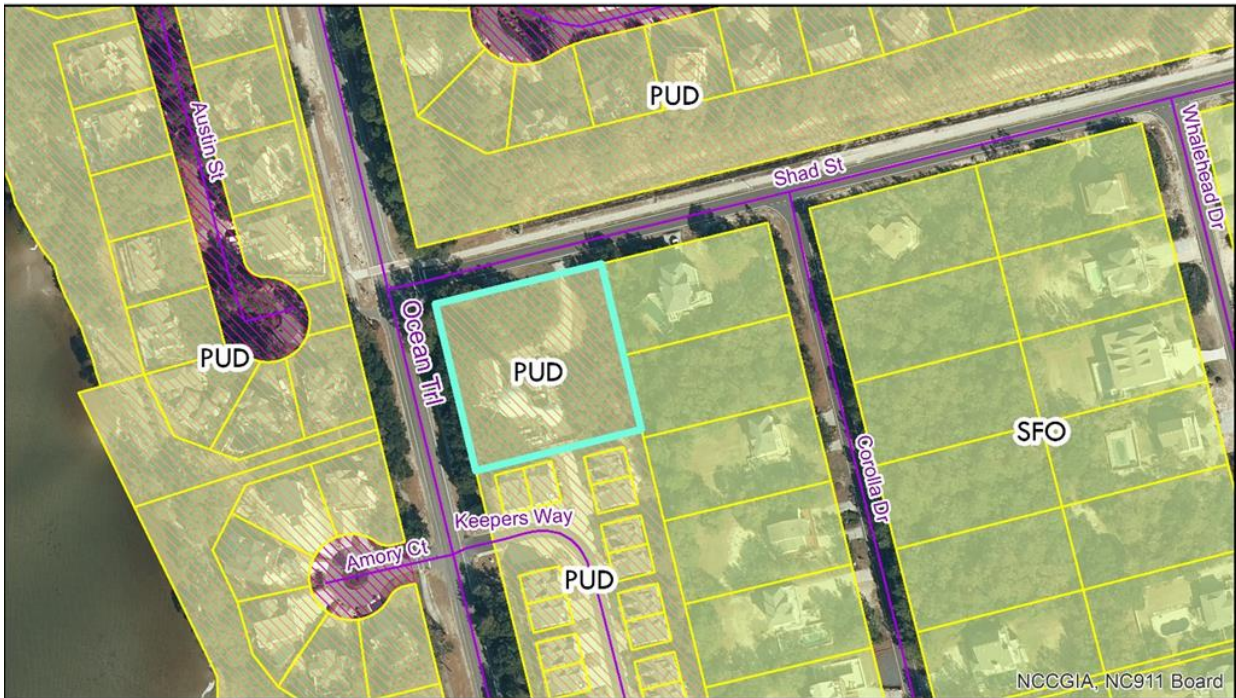 PUD
Austin St
Whalehead Dr
Shad St
Ocean Trl
PUD
PUD
SFO
Corolla Dr
Keepers Way
Amory Ct
PUD
NCCGIA, NC911 Board